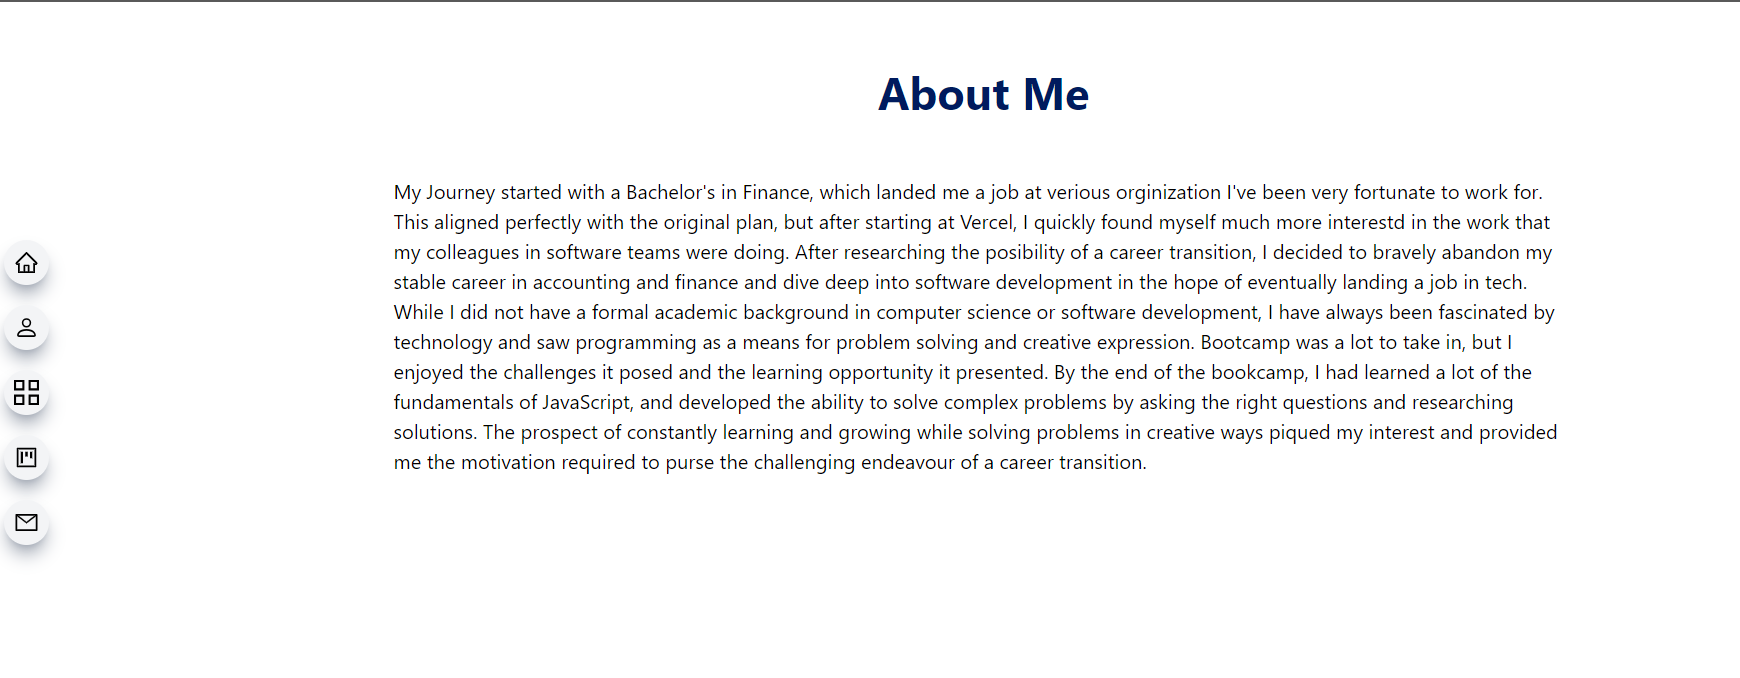 About Me
My Journey started with a Bachelor's in Finance, which landed me a job at verious orginization I've been very fortunate to work for.
This aligned perfectly with the original plan, but after starting at Vercel, I quickly found myself much more interestd in the work that
my colleagues in software teams were doing. After researching the posibility of a career transition, I decided to bravely abandon my
stable career in accounting and finance and dive deep into software development in the hope of eventually landing a job in tech.
While I did not have a formal academic background in computer science or software development, I have always been fascinated by
technology and saw programming as a means for problem solving and creative expression. Bootcamp was a lot to take in, but I
enjoyed the challenges it posed and the learning opportunity it presented. By the end of the bookcamp, I had learned a lot of the
fundamentals of JavaScript, and developed the ability to solve complex problems by asking the right questions and researching
solutions. The prospect of constantly learning and growing while solving problems in creative ways piqued my interest and provided
me the motivation required to purse the challenging endeavour of a career transition.